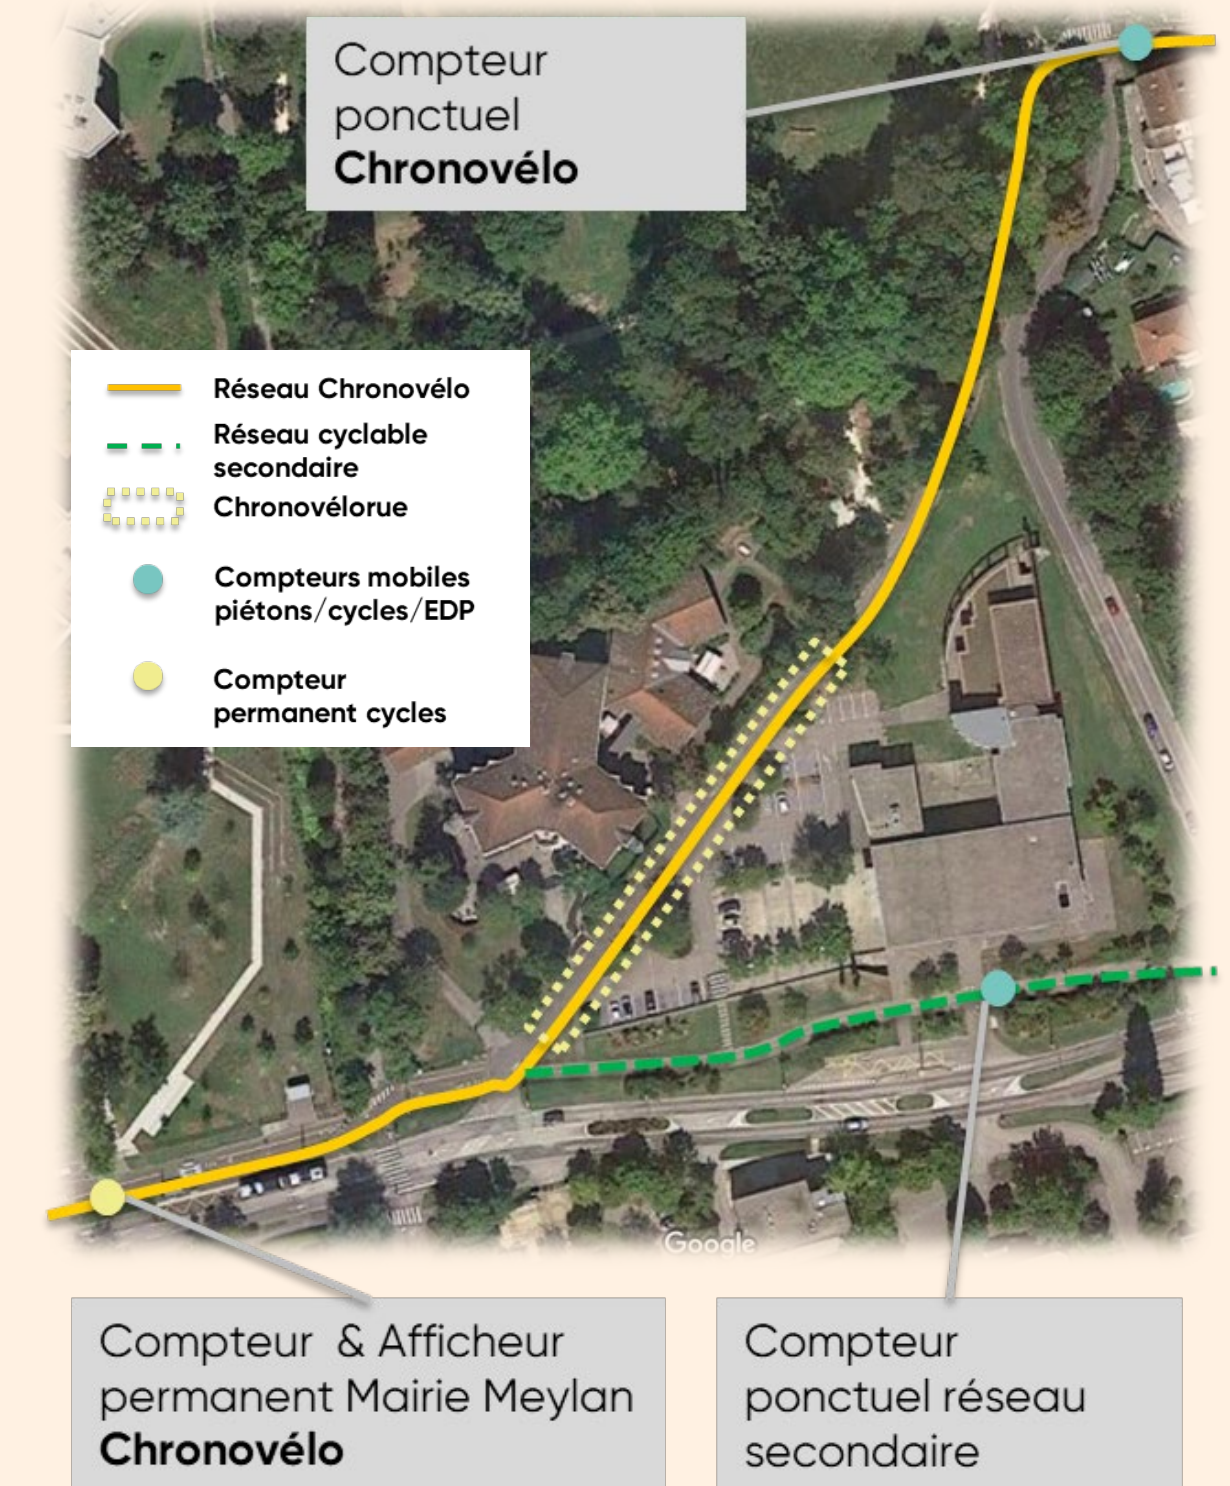 Compteur
ponctuel
Chronovélo
Réseau Chronovélo
Réseau cyclable
secondaire
Chronovélorue
Compteurs mobiles
piétons/cycles/EDP
Compteur
permanent cycles
Google
Compteur & Afficheur
permanent Mairie Meylan
Chronovélo
Compteur
ponctuel réseau
secondaire